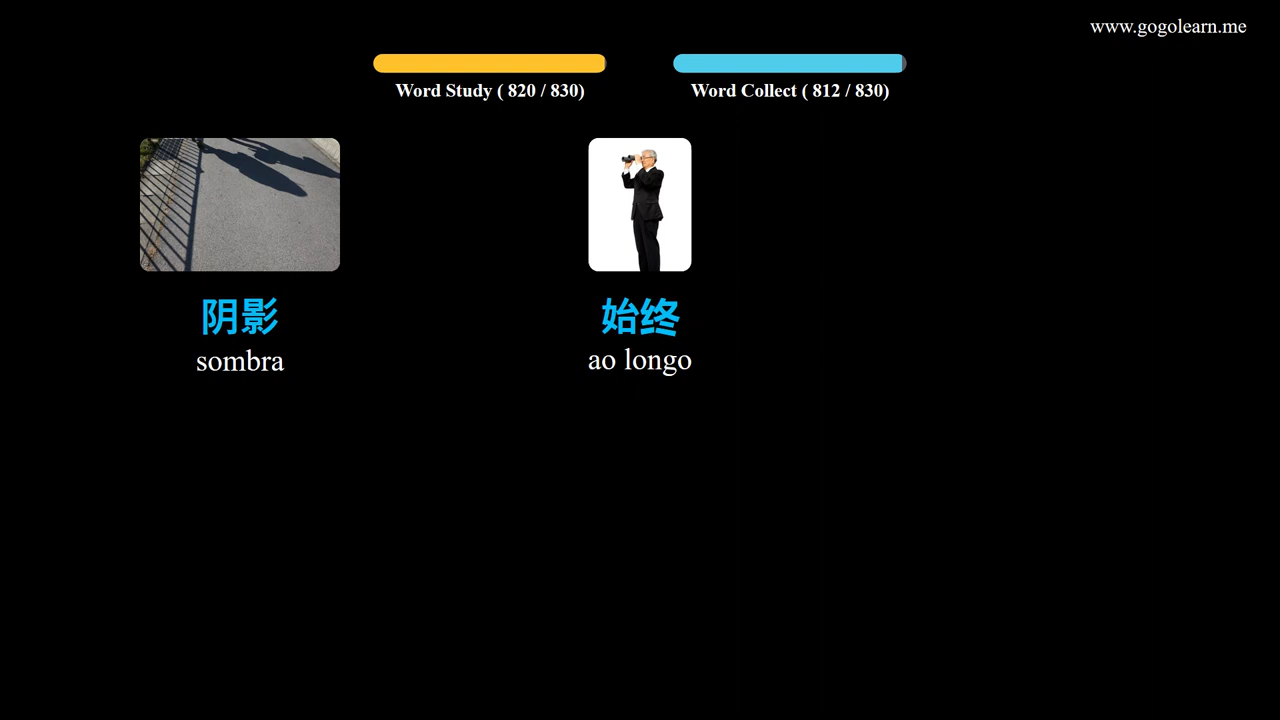 www.gogolearn.me
Word Study ( 820 / 830)
Word Collect ( 812 / 830)
阴影
sombra
始终
ao longo